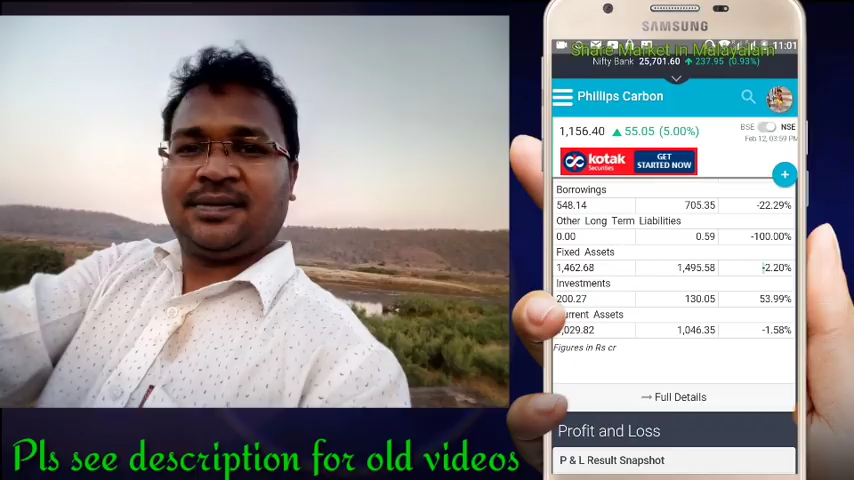 SAMSUNG
11:01
Share Market in Malayalam
Nifty Bank 25,701.60 237.95 (0.93%)
Phillips Carbon
1,156.40 ▲ 55.05 (5.00%)
BSE NSE
Feb 12, 03:59 PM
kotak Securities GET STARTED NOW
+
Borrowings
548.14 705.35 -22.29%
Other Long Term Liabilities
0.00 0.59 -100.00%
Fixed Assets
1,462.68 1,495.58 -2.20%
Investments
200.27 130.05 53.99%
urrent Assets
,029.82 1,046.35 -1.58%
Figures in Rs cr
→ Full Details
Profit and Loss
P & L Result Snapshot
Pls see description for old videos